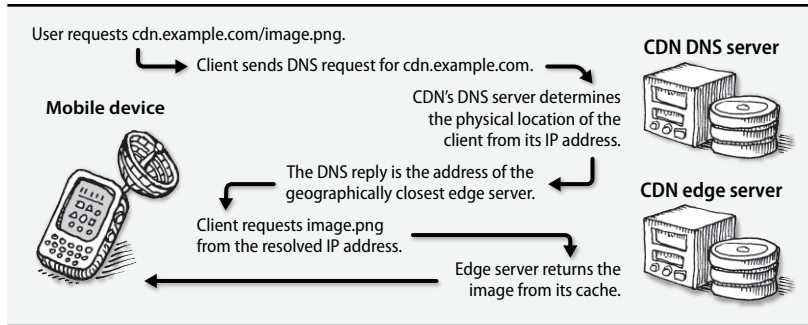 User requests cdn.example.com/image.png.
Client sends DNS request for cdn.example.com.
CDN DNS server
Mobile device
CDN's DNS server determines
the physical location of the
client from its IP address.
The DNS reply is the address of the
geographically closest edge server.
CDN edge server
Client requests image.png
from the resolved IP address.
Edge server returns the
image from its cache.